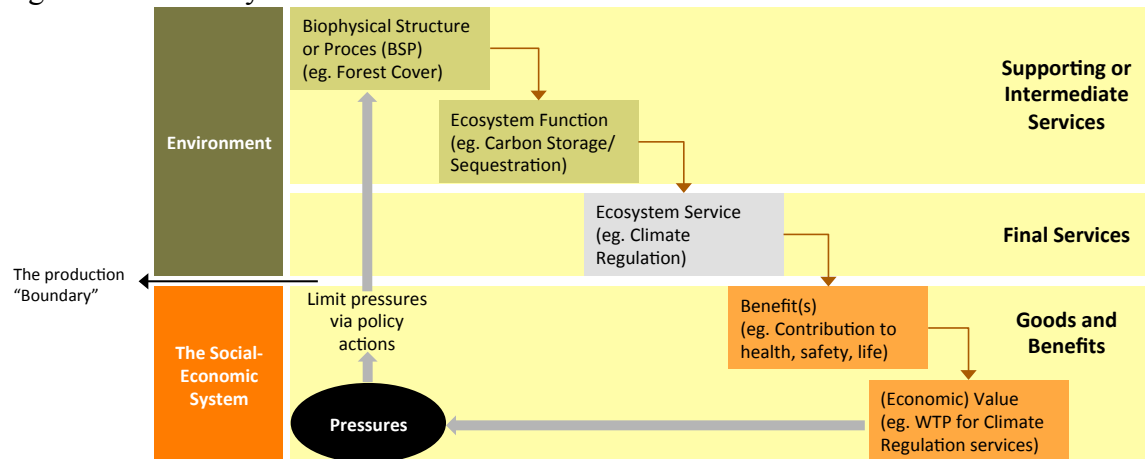 Biophysical Structure
or Proces (BSP)
(eg. Forest Cover)
Supporting or
Intermediate
Services
Environment
Ecosystem Function
(eg. Carbon Storage/
Sequestration)
Ecosystem Service
(eg. Climate
Regulation)
Final Services
The production
"Boundary"
Limit pressures
via policy
actions
Benefit(s)
(eg. Contribution to
health, safety, life)
Goods and
Benefits
The Social-
Economic
System
Pressures
(Economic) Value
(eg. WTP for Climate
Regulation services)